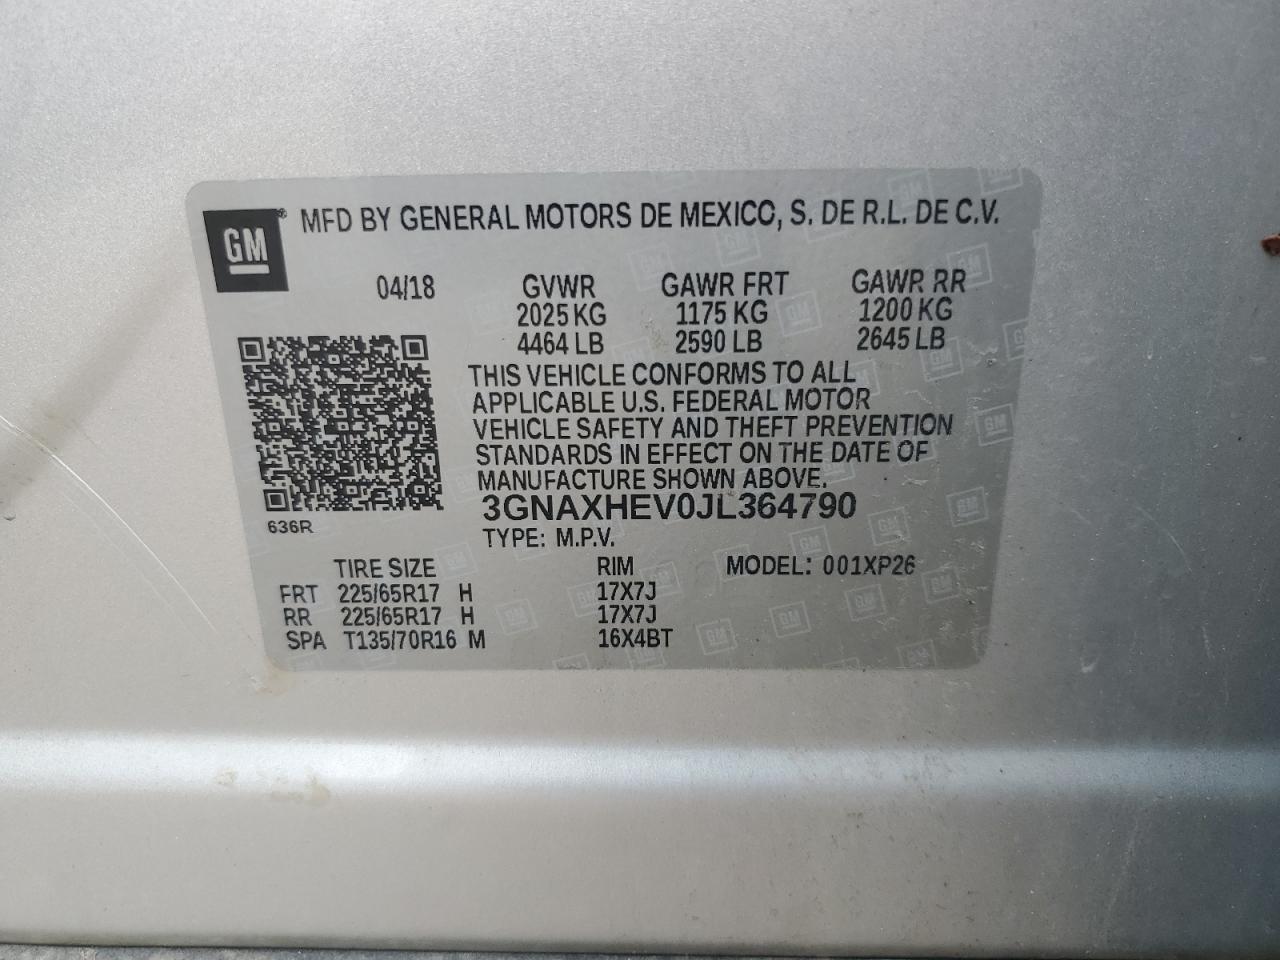 GM® MFD BY GENERAL MOTORS DE MEXICO, S. DE R.L. DE C.V.
04/18 GVWR GAWR FRT GAWR RR
2025 KG 1175 KG 1200 KG
4464 LB 2590 LB 2645 LB
THIS VEHICLE CONFORMS TO ALL
APPLICABLE U.S. FEDERAL MOTOR
VEHICLE SAFETY AND THEFT PREVENTION
STANDARDS IN EFFECT ON THE DATE OF
MANUFACTURE SHOWN ABOVE.
3GNAXHEV0JL364790
636R
TYPE: M.P.V.
TIRE SIZE RIM MODEL: 001XP26
FRT 225/65R17 H 17X7J
RR 225/65R17 H 17X7J
SPA T135/70R16 M 16X4BT